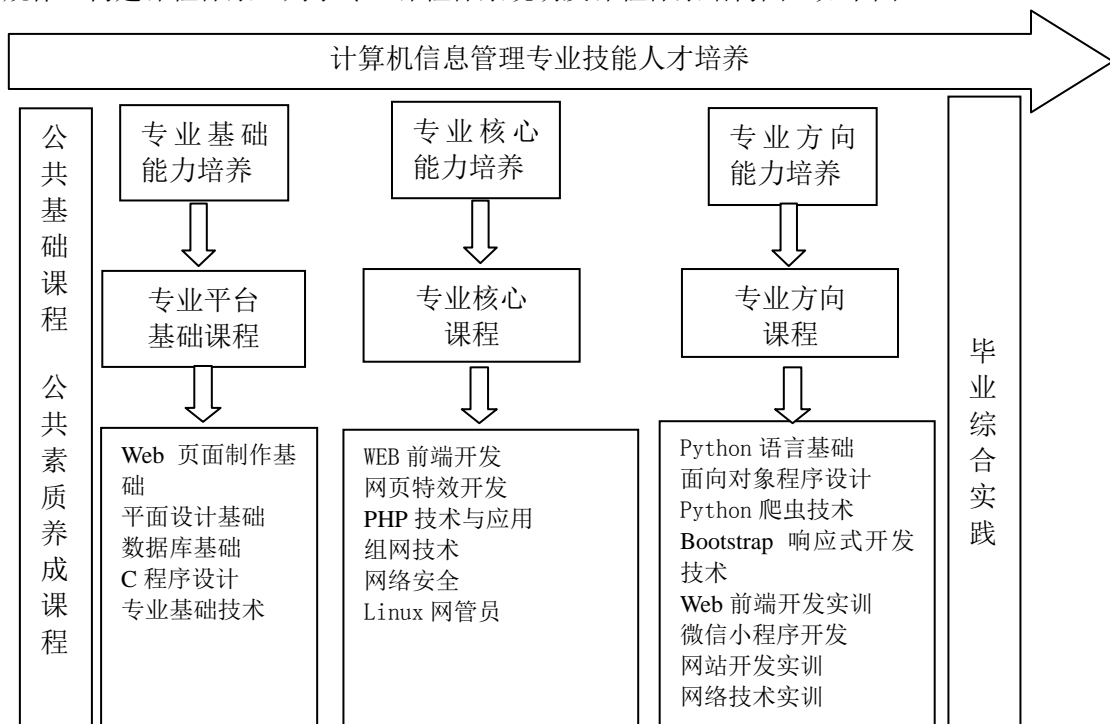 计算机信息管理专业技能人才培养
公共基础课程 公共素质养成课程
专业基础
能力培养
专业平台
基础课程
Web 页面制作基
础
平面设计基础
数据库基础
C 程序设计
专业基础技术
专业核心
能力培养
专业核心
课程
WEB 前端开发
网页特效开发
PHP 技术与应用
组网技术
网络安全
Linux 网管员
专业方向
能力培养
专业方向
课程
Python 语言基础
面向对象程序设计
Python 爬虫技术
Bootstrap 响应式开发
技术
Web 前端开发实训
微信小程序开发
网站开发实训
网络技术实训
毕业综合实践